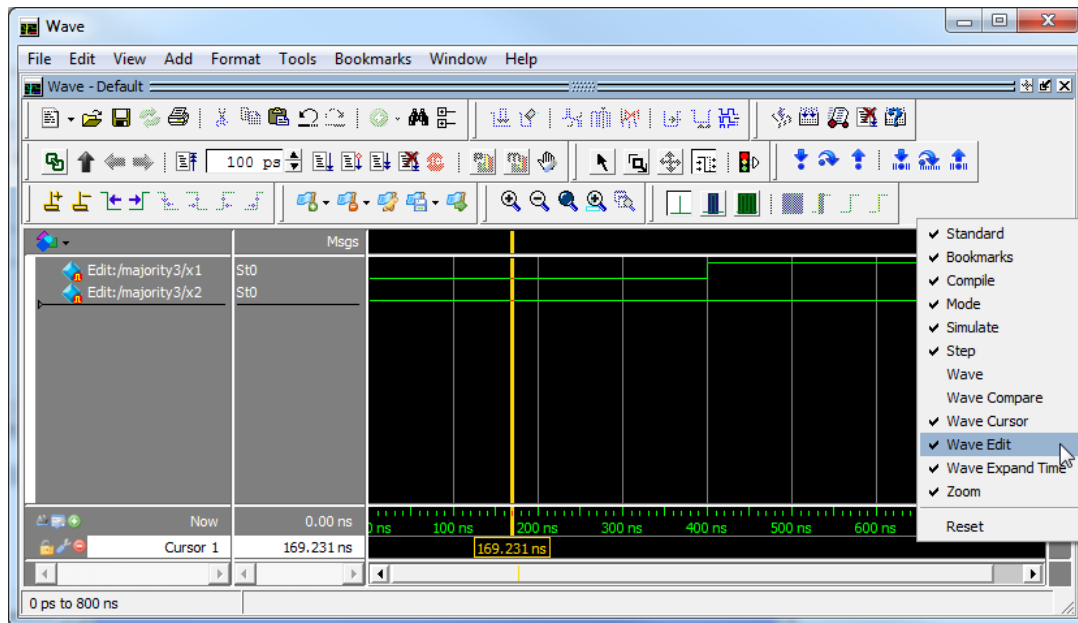 Wave
File Edit View Add Format Tools Bookmarks Window Help
Wave - Default
100 ps
Msgs
Edit:/majority3/x1 St0
Edit:/majority3/x2 St0
Standard
Bookmarks
Compile
Mode
Simulate
Step
Wave
Wave Compare
Wave Cursor
Wave Edit
Wave Expand Time
Zoom
Reset
Now 0.00 ns
ns 100 ns 200 ns 300 ns 400 ns 500 ns 600 ns
Cursor 1 169.231 ns 169.231 ns
0 ps to 800 ns